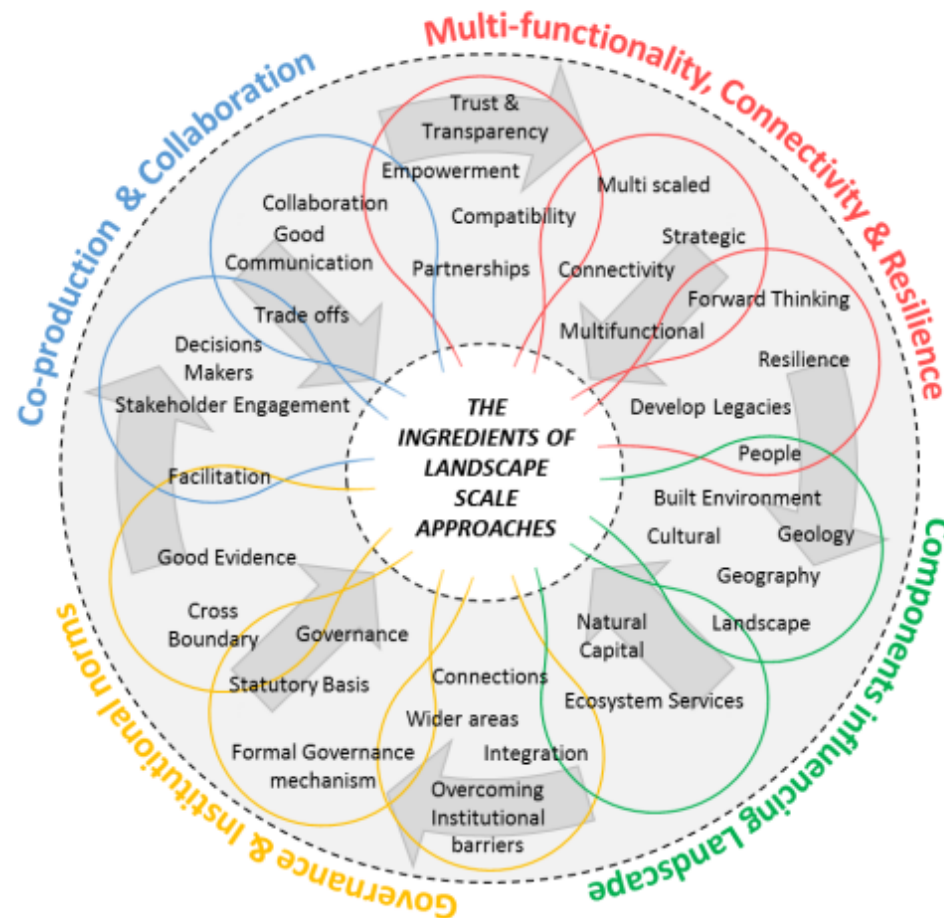 Multi-functionality, Connectivity & Resilience
Co-production & Collaboration
Components influencing Landscape
Governance & Institutional norms
THE
INGREDIENTS OF
LANDSCAPE
SCALE
APPROACHES
Trust &
Transparency
Empowerment
Compatibility
Partnerships
Multi scaled
Strategic
Connectivity
Multifunctional
Forward Thinking
Resilience
Develop Legacies
People
Built Environment
Cultural
Geology
Geography
Landscape
Natural
Capital
Ecosystem Services
Connections
Wider areas
Integration
Overcoming
Institutional
barriers
Formal Governance
mechanism
Statutory Basis
Governance
Cross
Boundary
Good Evidence
Facilitation
Stakeholder Engagement
Decisions
Makers
Trade offs
Collaboration
Good
Communication